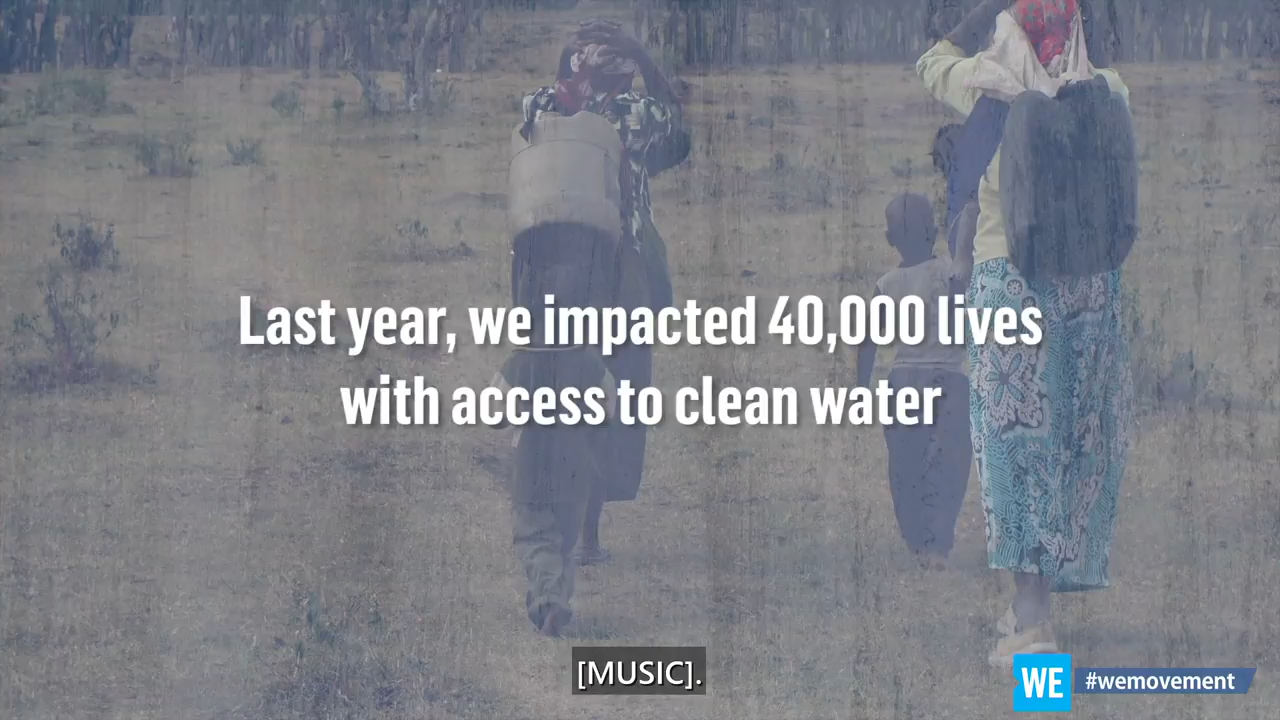 Last year, we impacted 40,000 lives
with access to clean water
[MUSIC].
WE #wemovement